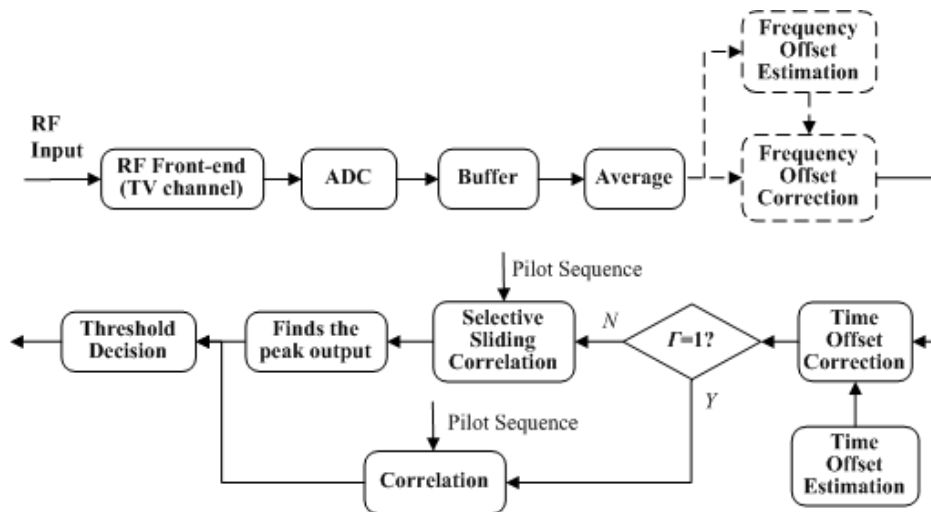 Frequency
Offset
Estimation
RF
Input
RF Front-end
(TV channel)
ADC
Buffer
Average
Frequency
Offset
Correction
Pilot Sequence
Threshold
Decision
Finds the
peak output
Selective
Sliding
Correlation
N
Γ=1?
Time
Offset
Correction
Y
Pilot Sequence
Correlation
Time
Offset
Estimation